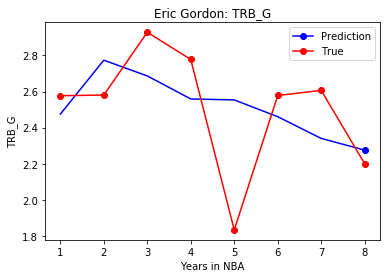 Eric Gordon: TRB_G
Prediction
True
2.8
2.6
2.4
2.2
2.0
1.8
TRB_G
1 2 3 4 5 6 7 8
Years in NBA